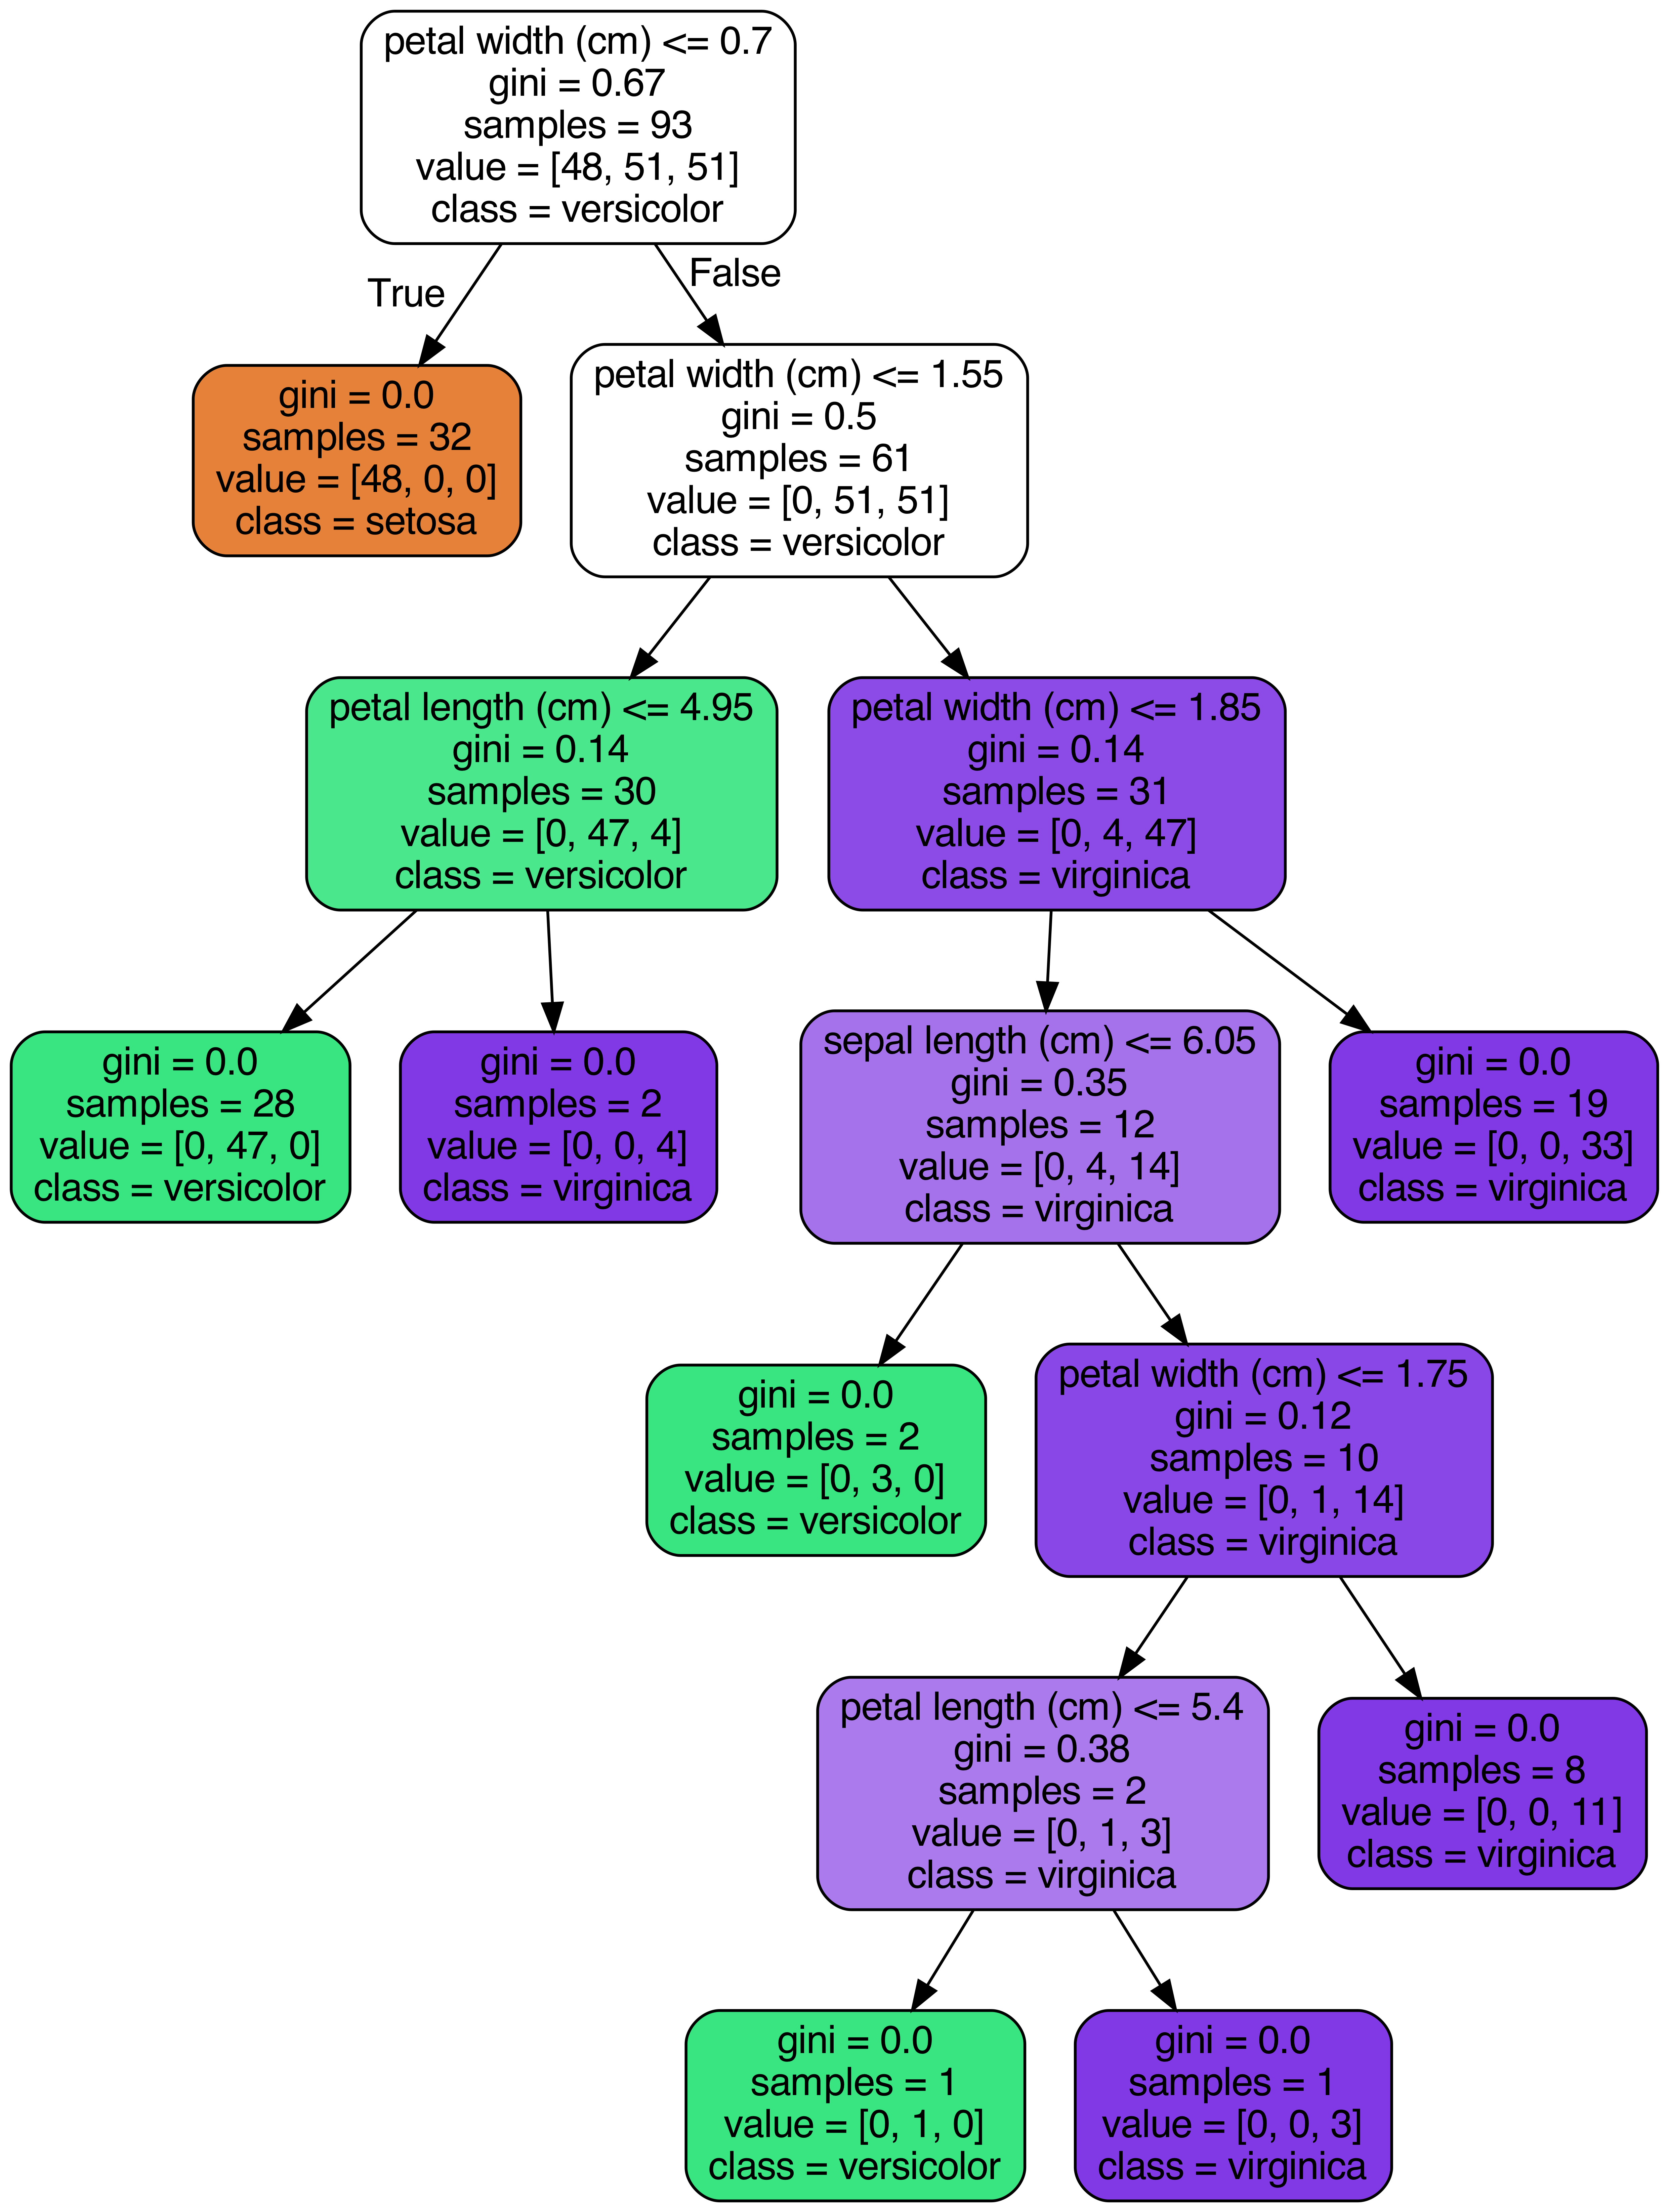 petal width (cm) <= 0.7
gini = 0.67
samples = 93
value = [48, 51, 51]
class = versicolor
True
False
gini = 0.0
samples = 32
value = [48, 0, 0]
class = setosa
petal width (cm) <= 1.55
gini = 0.5
samples = 61
value = [0, 51, 51]
class = versicolor
petal length (cm) <= 4.95
gini = 0.14
samples = 30
value = [0, 47, 4]
class = versicolor
petal width (cm) <= 1.85
gini = 0.14
samples = 31
value = [0, 4, 47]
class = virginica
gini = 0.0
samples = 28
value = [0, 47, 0]
class = versicolor
gini = 0.0
samples = 2
value = [0, 0, 4]
class = virginica
sepal length (cm) <= 6.05
gini = 0.35
samples = 12
value = [0, 4, 14]
class = virginica
gini = 0.0
samples = 19
value = [0, 0, 33]
class = virginica
gini = 0.0
samples = 2
value = [0, 3, 0]
class = versicolor
petal width (cm) <= 1.75
gini = 0.12
samples = 10
value = [0, 1, 14]
class = virginica
petal length (cm) <= 5.4
gini = 0.38
samples = 2
value = [0, 1, 3]
class = virginica
gini = 0.0
samples = 8
value = [0, 0, 11]
class = virginica
gini = 0.0
samples = 1
value = [0, 1, 0]
class = versicolor
gini = 0.0
samples = 1
value = [0, 0, 3]
class = virginica